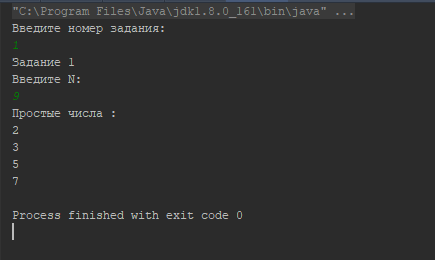 "C:\Program Files\Java\jdk1.8.0_161\bin\java" ...
Введите номер задания:
1
Задание 1
Введите N:
9
Простые числа :
2
3
5
7
Process finished with exit code 0